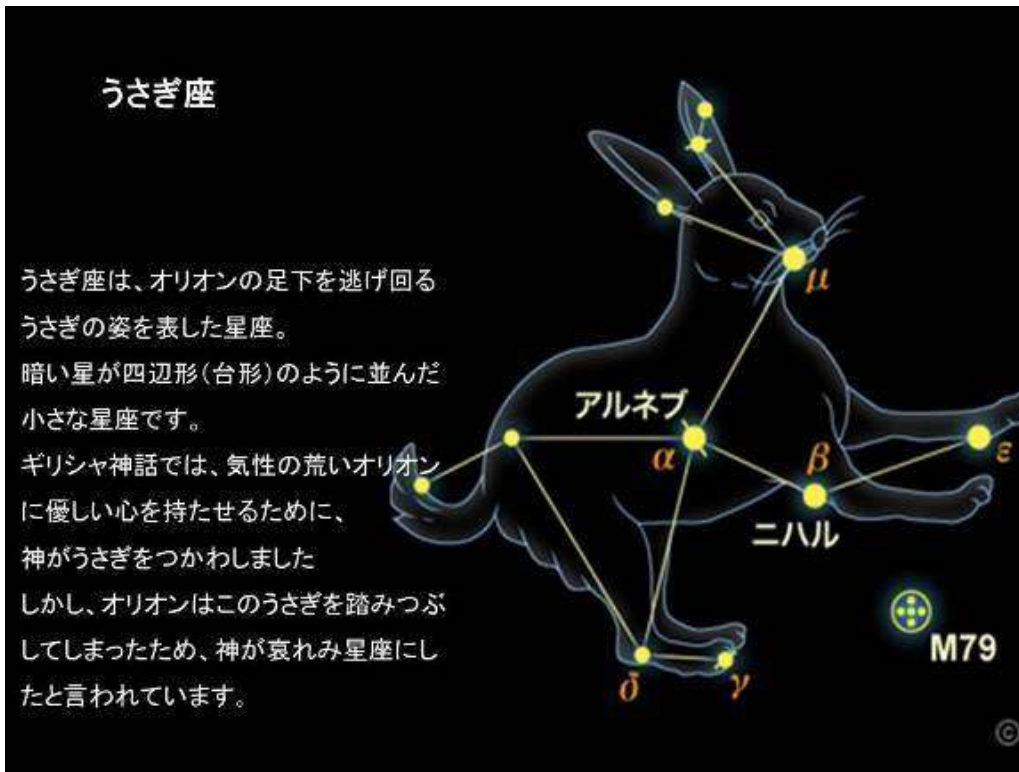 うさぎ座
うさぎ座は、オリオンの足下を逃げ回る
うさぎの姿を表した星座。
暗い星が四辺形(台形)のように並んだ
小さな星座です。
ギリシャ神話では、気性の荒いオリオン
に優しい心を持たせるために、
神がうさぎをつかわしました
しかし、オリオンはこのうさぎを踏みつぶ
してしまったため、神が哀れみ星座にし
たと言われています。
μ
アルネブ
α
β
ε
ニハル
M79
δ
γ
©